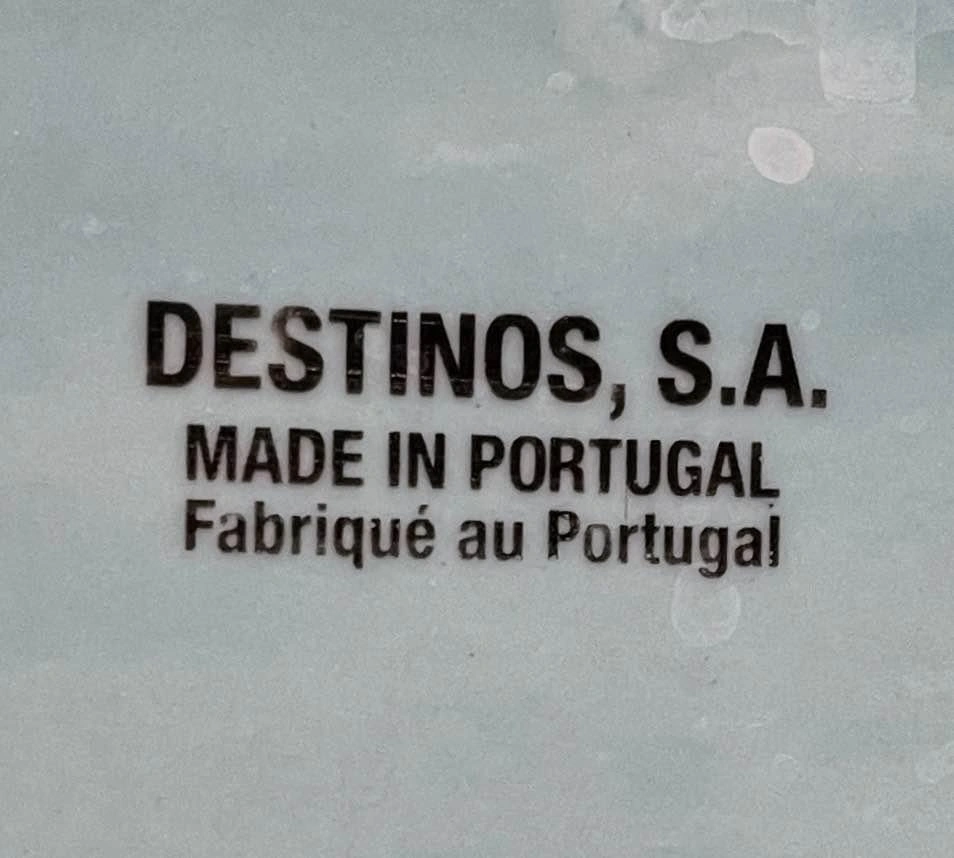 DESTINOS, S.A.
MADE IN PORTUGAL
Fabriqué au Portugal